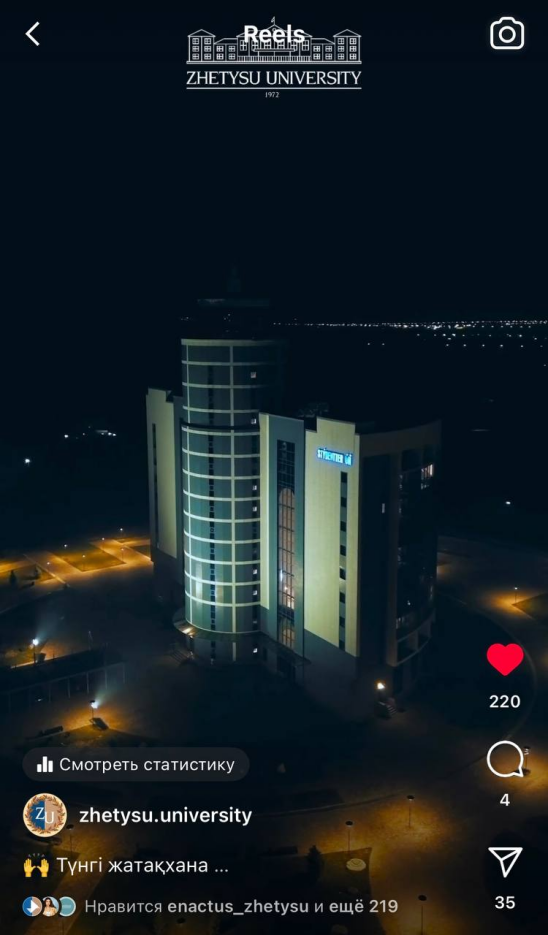 Reels
ZHETYSU UNIVERSITY
1972
220
4
Смотреть статистику
zhetysu.university
🙌 Түнгі жатақхана ...
35
Нравится enactus_zhetysu и ещё 219